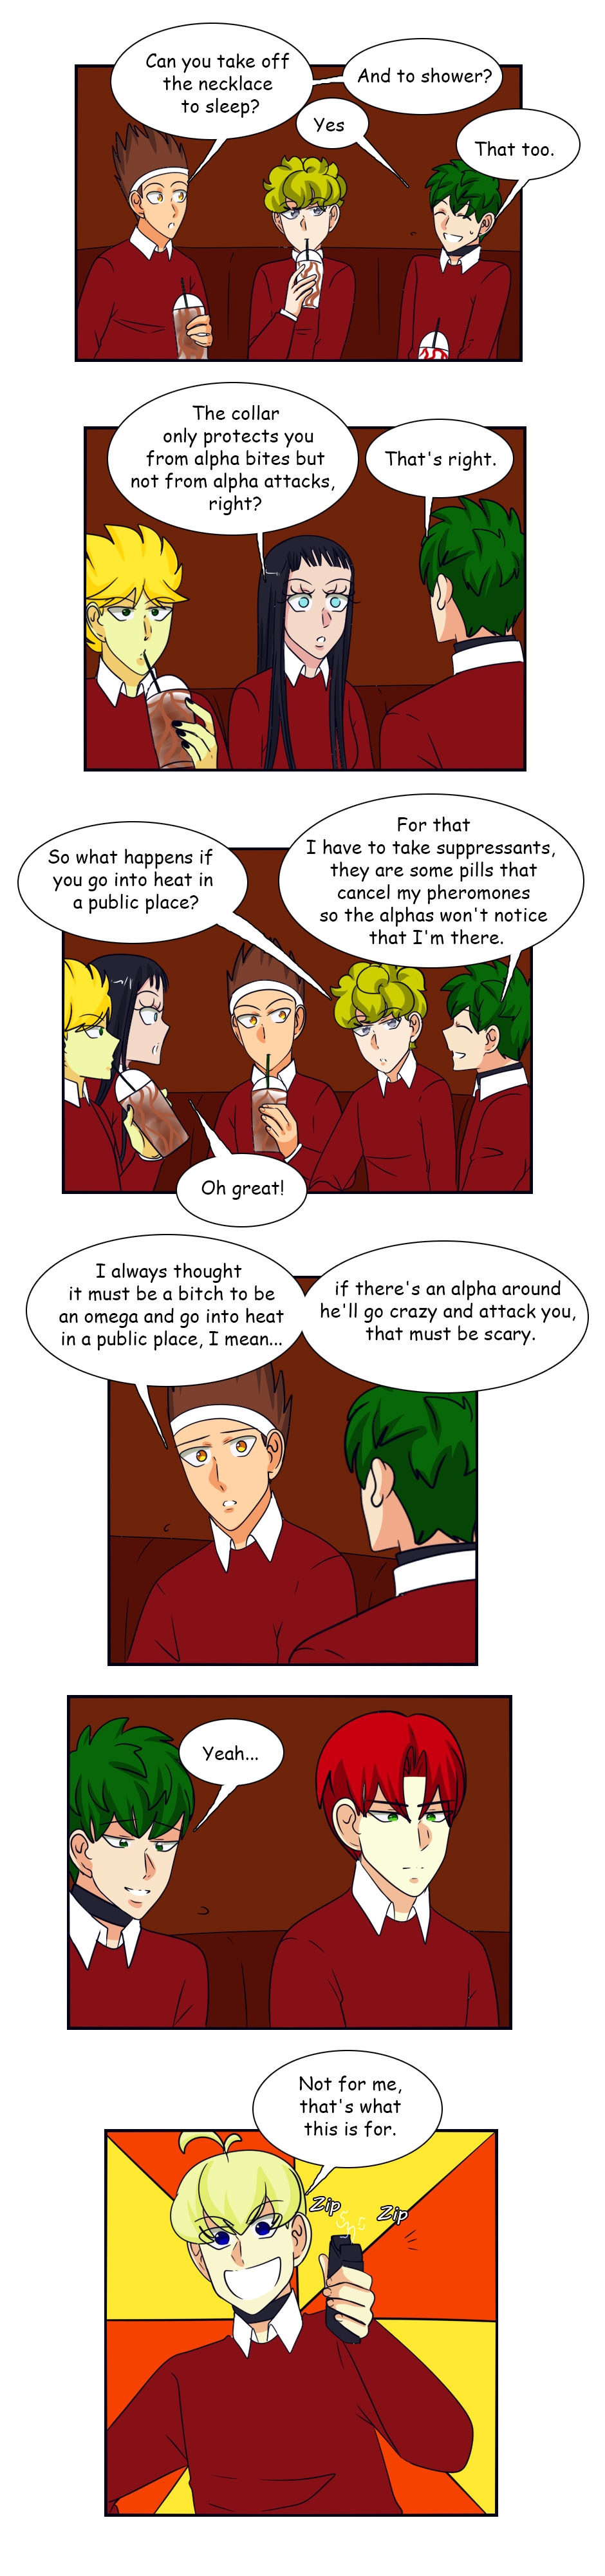 Can you take off
the necklace
to sleep?
And to shower?
Yes
That too.
The collar
only protects you
from alpha bites but
not from alpha attacks,
right?
That's right.
So what happens if
you go into heat in
a public place?
For that
I have to take suppressants,
they are some pills that
cancel my pheromones
so the alphas won't notice
that I'm there.
Oh great!
I always thought
it must be a bitch to be
an omega and go into heat
in a public place, I mean...
if there's an alpha around
he'll go crazy and attack you,
that must be scary.
Yeah...
Not for me,
that's what
this is for.
Zip
Zip